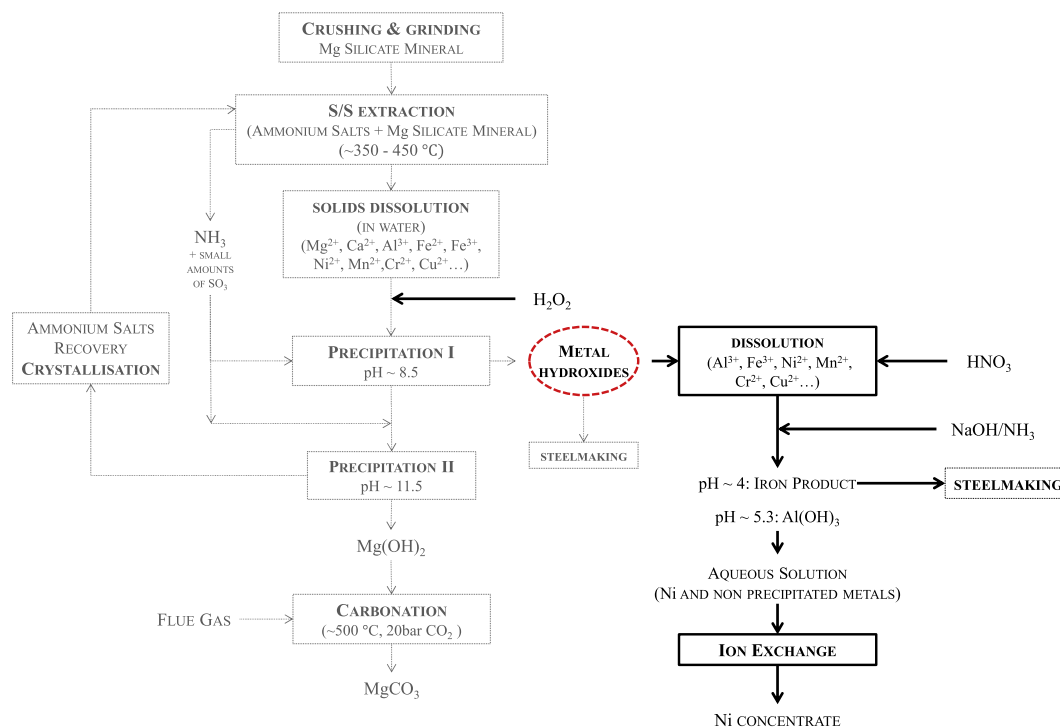 CRUSHING & GRINDING
MG SILICATE MINERAL
S/S EXTRACTION
(AMMONIUM SALTS + MG SILICATE MINERAL)
(~350 - 450 °C)
SOLIDS DISSOLUTION
(IN WATER)
(Mg²⁺, Ca²⁺, Al³⁺, Fe²⁺, Fe³⁺,
Ni²⁺, Mn²⁺,Cr²⁺, Cu²⁺…)
NH₃
+ SMALL
AMOUNTS
OF SO₃
H₂O₂
AMMONIUM SALTS
RECOVERY
CRYSTALLISATION
PRECIPITATION I
pH ~ 8.5
METAL
HYDROXIDES
DISSOLUTION
(Al³⁺, Fe³⁺, Ni²⁺, Mn²⁺,
Cr²⁺, Cu²⁺…)
HNO₃
NaOH/NH₃
STEELMAKING
PRECIPITATION II
pH ~ 11.5
pH ~ 4: IRON PRODUCT
STEELMAKING
pH ~ 5.3: Al(OH)₃
Mg(OH)₂
AQUEOUS SOLUTION
(NI AND NON PRECIPITATED METALS)
FLUE GAS
CARBONATION
(~500 °C, 20bar CO₂ )
ION EXCHANGE
MgCO₃
NI CONCENTRATE